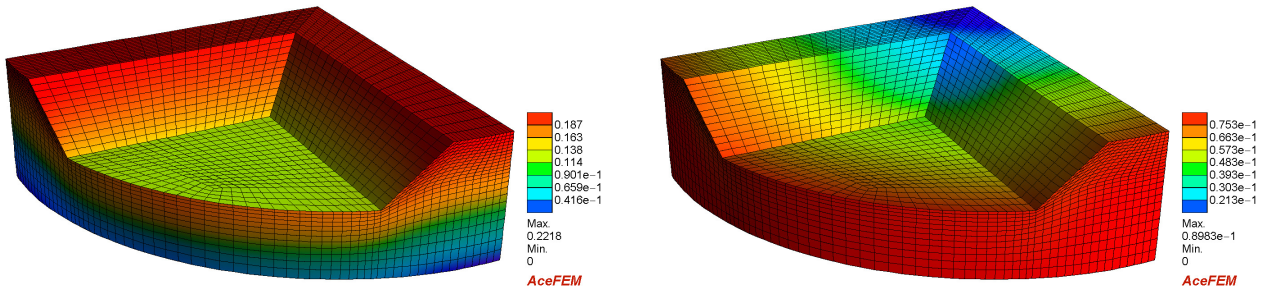 0.187
0.163
0.138
0.114
0.901e−1
0.659e−1
0.416e−1
Max.
0.2218
Min.
0
AceFEM
0.753e−1
0.663e−1
0.573e−1
0.483e−1
0.393e−1
0.303e−1
0.213e−1
Max.
0.8983e−1
Min.
0
AceFEM